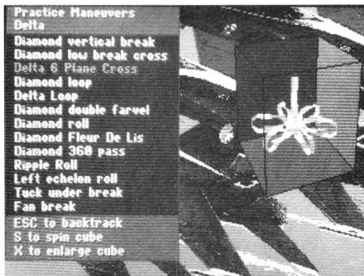 Practice Maneuvers
Delta
Diamond vertical break
Diamond low break cross
Delta 6 Plane Cross
Diamond loop
Delta Loop
Diamond double farvel
Diamond roll
Diamond Fleur De Lis
Diamond 360 pass
Ripple Roll
Left echelon roll
Tuck under break
Fan break
ESC to backtrack
S to spin cube
X to enlarge cube